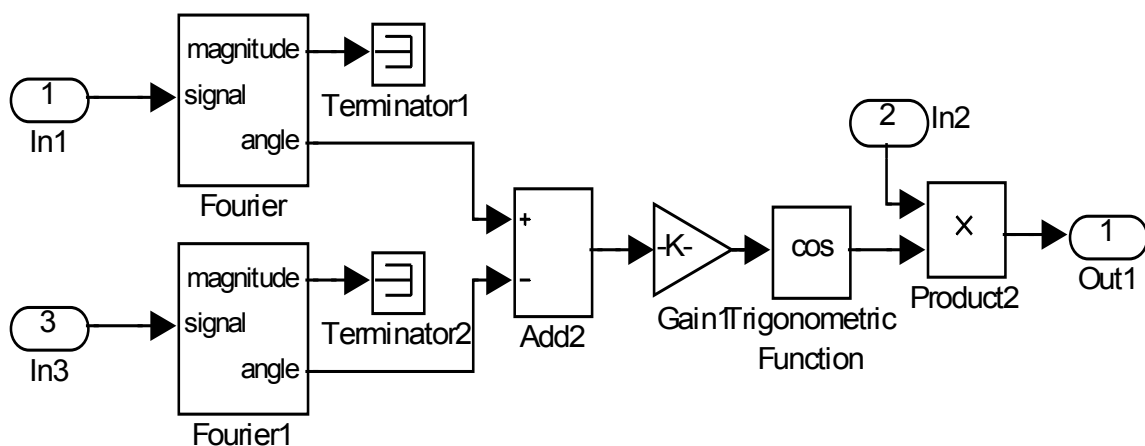 magnitude
signal
angle
Fourier
1
In1
Terminator1
2
In2
magnitude
signal
angle
Fourier1
3
In3
Terminator2
+
−
Add2
-K-
Gain1
cos
Trigonometric
Function
×
Product2
1
Out1